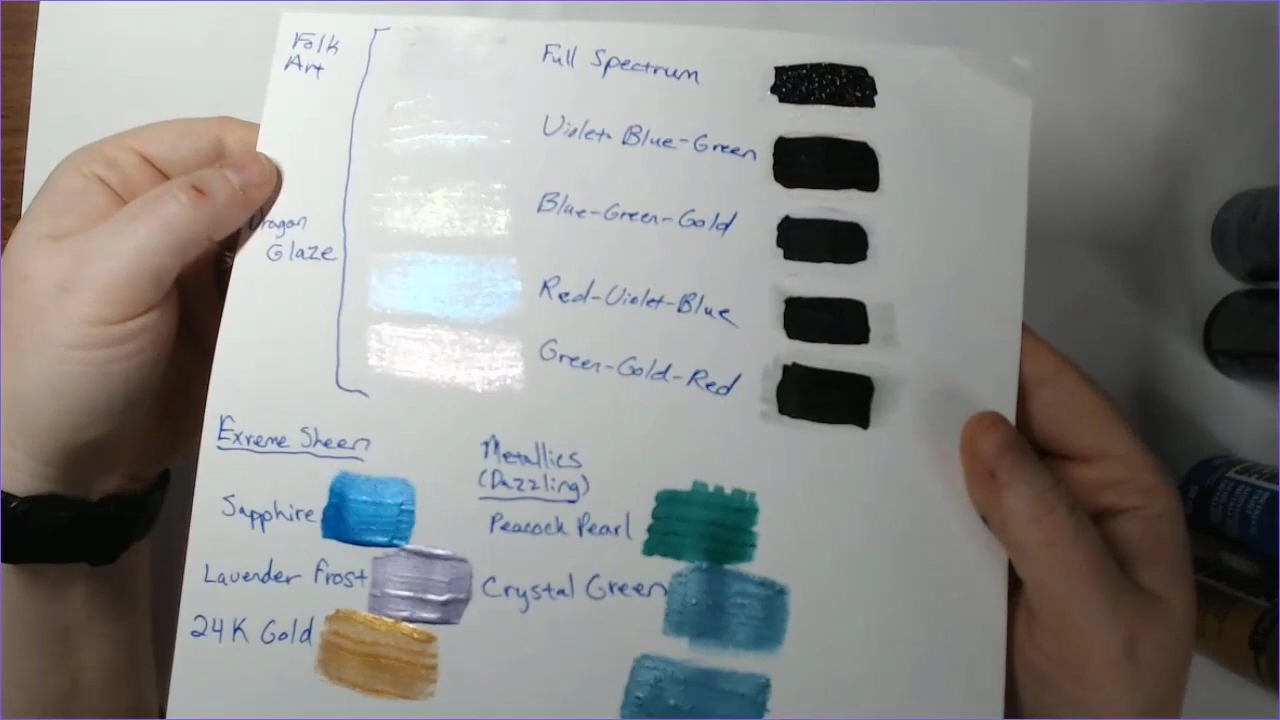 Folk
Art
Full Spectrum
Violet-Blue-Green
Blue-Green-Gold
Dragon
Glaze
Red-Violet-Blue
Green-Gold-Red
Exreme Sheen
Sapphire
Lavender Frost
24K Gold
Metallics
(Dazzling)
Peacock Pearl
Crystal Green